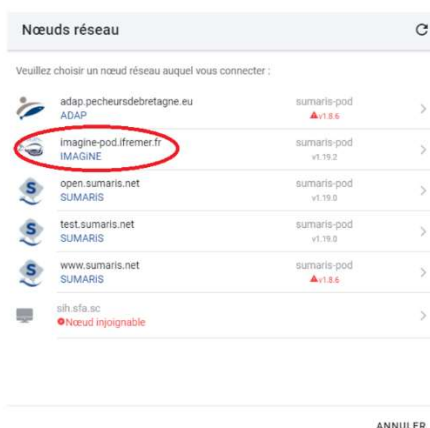 Nœuds réseau
Veuillez choisir un nœud réseau auquel vous connecter :
adap.pecheursdebretagne.eu
ADAP
sumaris-pod
v1.8.6
imagine-pod.ifremer.fr
IMAGiNE
sumaris-pod
v1.19.2
open.sumaris.net
SUMARiS
sumaris-pod
v1.19.0
test.sumaris.net
SUMARiS
sumaris-pod
v1.19.0
www.sumaris.net
SUMARiS
sumaris-pod
v1.8.6
sih.sfa.sc
Nœud injoignable
ANNULER